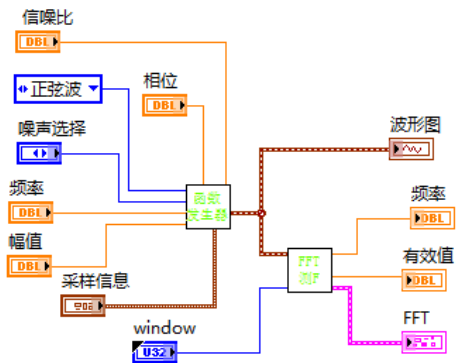 信噪比
DBL
正弦波
相位
DBL
噪声选择
波形图
频率
DBL
函数
发生器
频率
DBL
幅值
DBL
采样信息
FFT
测F
有效值
DBL
window
U32
FFT